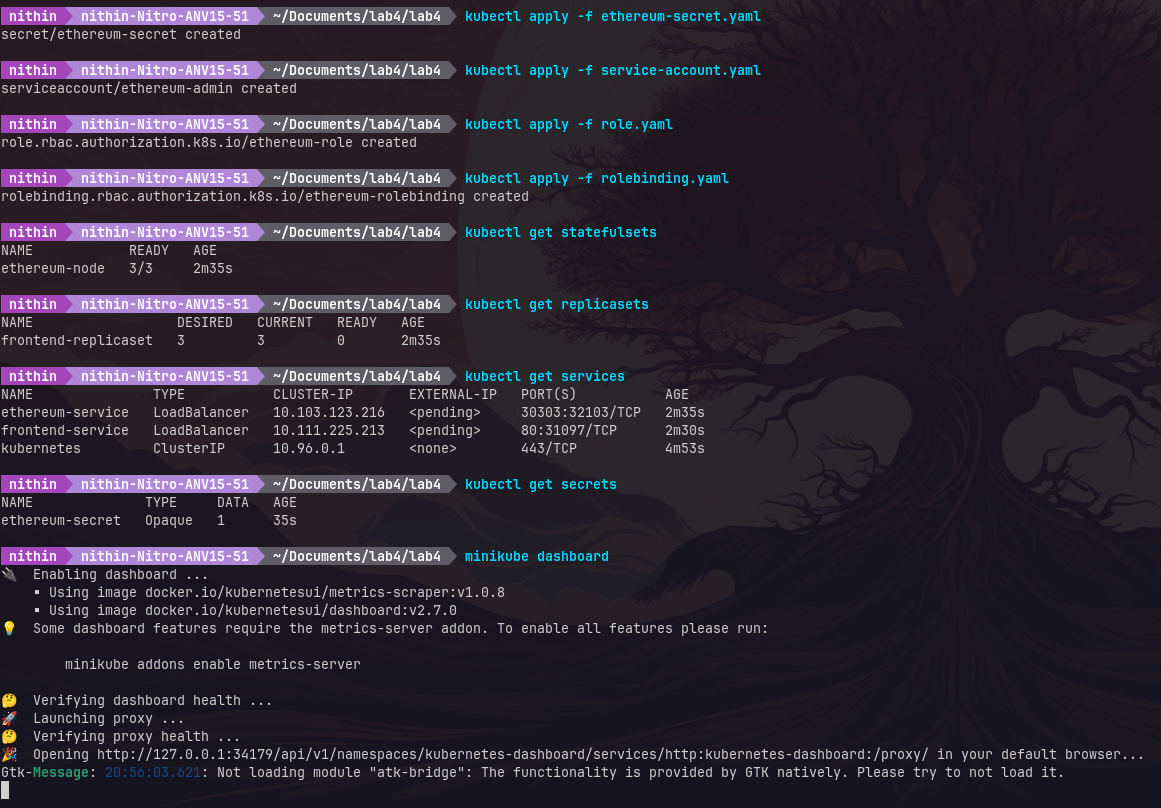 nithin nithin-Nitro-ANV15-51 ~/Documents/lab4/lab4 kubectl apply -f ethereum-secret.yaml
secret/ethereum-secret created
nithin nithin-Nitro-ANV15-51 ~/Documents/lab4/lab4 kubectl apply -f service-account.yaml
serviceaccount/ethereum-admin created
nithin nithin-Nitro-ANV15-51 ~/Documents/lab4/lab4 kubectl apply -f role.yaml
role.rbac.authorization.k8s.io/ethereum-role created
nithin nithin-Nitro-ANV15-51 ~/Documents/lab4/lab4 kubectl apply -f rolebinding.yaml
rolebinding.rbac.authorization.k8s.io/ethereum-rolebinding created
nithin nithin-Nitro-ANV15-51 ~/Documents/lab4/lab4 kubectl get statefulsets
NAME READY AGE
ethereum-node 3/3 2m35s
nithin nithin-Nitro-ANV15-51 ~/Documents/lab4/lab4 kubectl get replicasets
NAME DESIRED CURRENT READY AGE
frontend-replicaset 3 3 0 2m35s
nithin nithin-Nitro-ANV15-51 ~/Documents/lab4/lab4 kubectl get services
NAME TYPE CLUSTER-IP EXTERNAL-IP PORT(S) AGE
ethereum-service LoadBalancer 10.103.123.216 <pending> 30303:32103/TCP 2m35s
frontend-service LoadBalancer 10.111.225.213 <pending> 80:31097/TCP 2m30s
kubernetes ClusterIP 10.96.0.1 <none> 443/TCP 4m53s
nithin nithin-Nitro-ANV15-51 ~/Documents/lab4/lab4 kubectl get secrets
NAME TYPE DATA AGE
ethereum-secret Opaque 1 35s
nithin nithin-Nitro-ANV15-51 ~/Documents/lab4/lab4 minikube dashboard
🔌 Enabling dashboard ...
▪ Using image docker.io/kubernetesui/metrics-scraper:v1.0.8
▪ Using image docker.io/kubernetesui/dashboard:v2.7.0
💡 Some dashboard features require the metrics-server addon. To enable all features please run:
minikube addons enable metrics-server
🤔 Verifying dashboard health ...
🚀 Launching proxy ...
🤔 Verifying proxy health ...
🎉 Opening http://127.0.0.1:34179/api/v1/namespaces/kubernetes-dashboard/services/http:kubernetes-dashboard:/proxy/ in your default browser...
Gtk-Message: 20:56:03.621: Not loading module "atk-bridge": The functionality is provided by GTK natively. Please try to not load it.